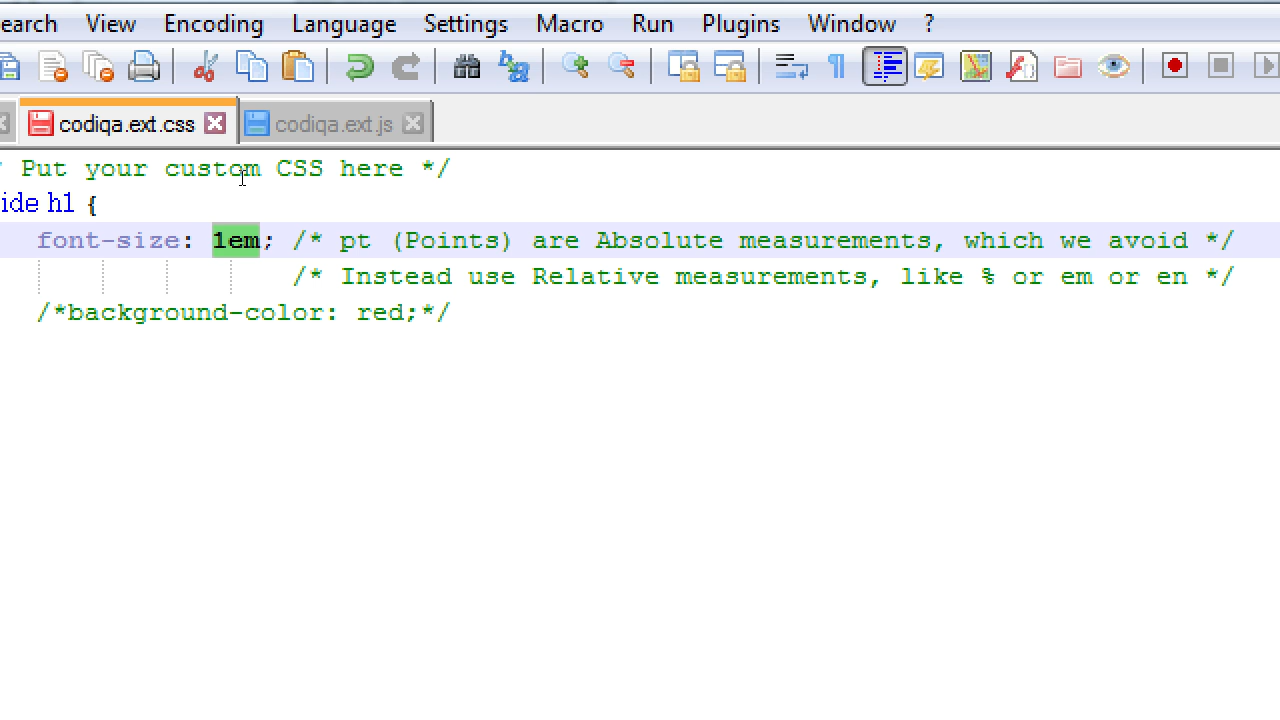 earch View Encoding Language Settings Macro Run Plugins Window ?
codiqa.ext.css codiqa.ext.js
Put your custom CSS here */
ide h1 {
font-size: 1em; /* pt (Points) are Absolute measurements, which we avoid */
/* Instead use Relative measurements, like % or em or en */
/*background-color: red;*/